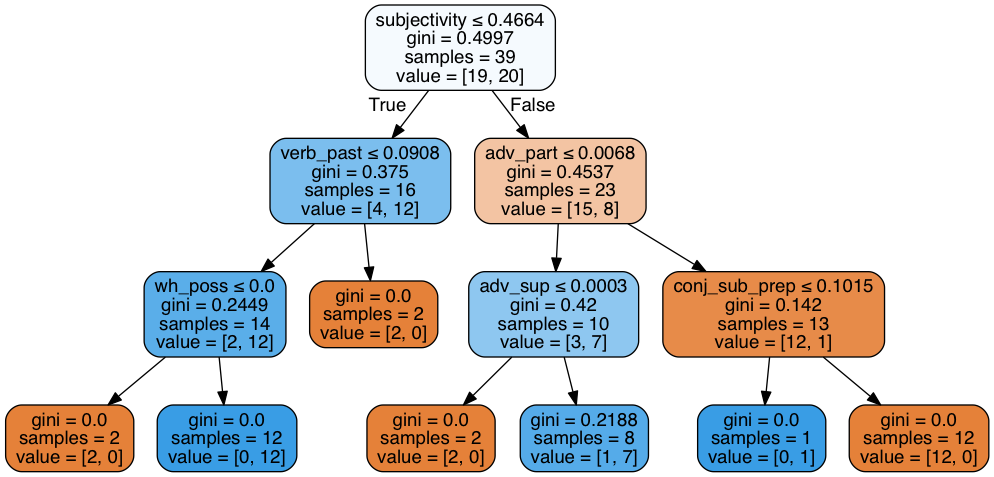 subjectivity ≤ 0.4664
gini = 0.4997
samples = 39
value = [19, 20]
True
False
verb_past ≤ 0.0908
gini = 0.375
samples = 16
value = [4, 12]
adv_part ≤ 0.0068
gini = 0.4537
samples = 23
value = [15, 8]
wh_poss ≤ 0.0
gini = 0.2449
samples = 14
value = [2, 12]
gini = 0.0
samples = 2
value = [2, 0]
adv_sup ≤ 0.0003
gini = 0.42
samples = 10
value = [3, 7]
conj_sub_prep ≤ 0.1015
gini = 0.142
samples = 13
value = [12, 1]
gini = 0.0
samples = 2
value = [2, 0]
gini = 0.0
samples = 12
value = [0, 12]
gini = 0.0
samples = 2
value = [2, 0]
gini = 0.2188
samples = 8
value = [1, 7]
gini = 0.0
samples = 1
value = [0, 1]
gini = 0.0
samples = 12
value = [12, 0]